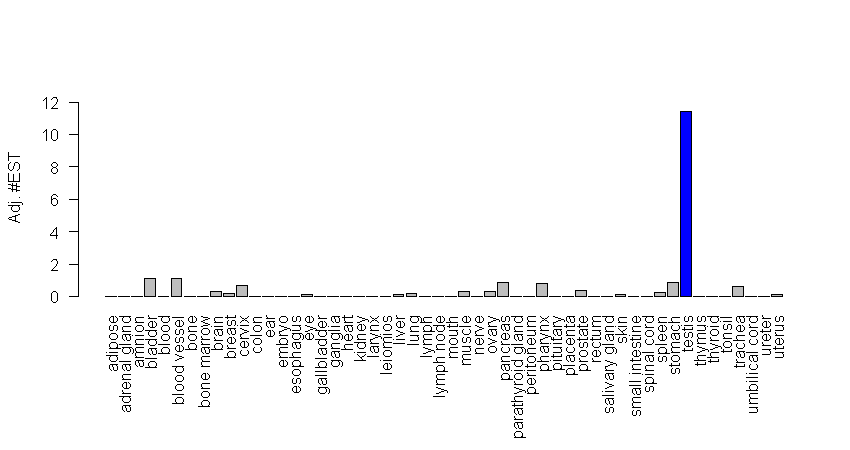 12
10
8
6
4
2
0
Adj. #EST
adipose
adrenal gland
amnion
bladder
blood
blood vessel
bone
bone marrow
brain
breast
cervix
colon
ear
embryo
esophagus
eye
gallbladder
ganglia
heart
kidney
larynx
leiomios
liver
lung
lymph
lymph node
mouth
muscle
nerve
ovary
pancreas
parathyroid gland
peritoneum
pharynx
pituitary
placenta
prostate
rectum
salivary gland
skin
small intestine
spinal cord
spleen
stomach
testis
thymus
thyroid
tonsil
trachea
umbilical cord
ureter
uterus